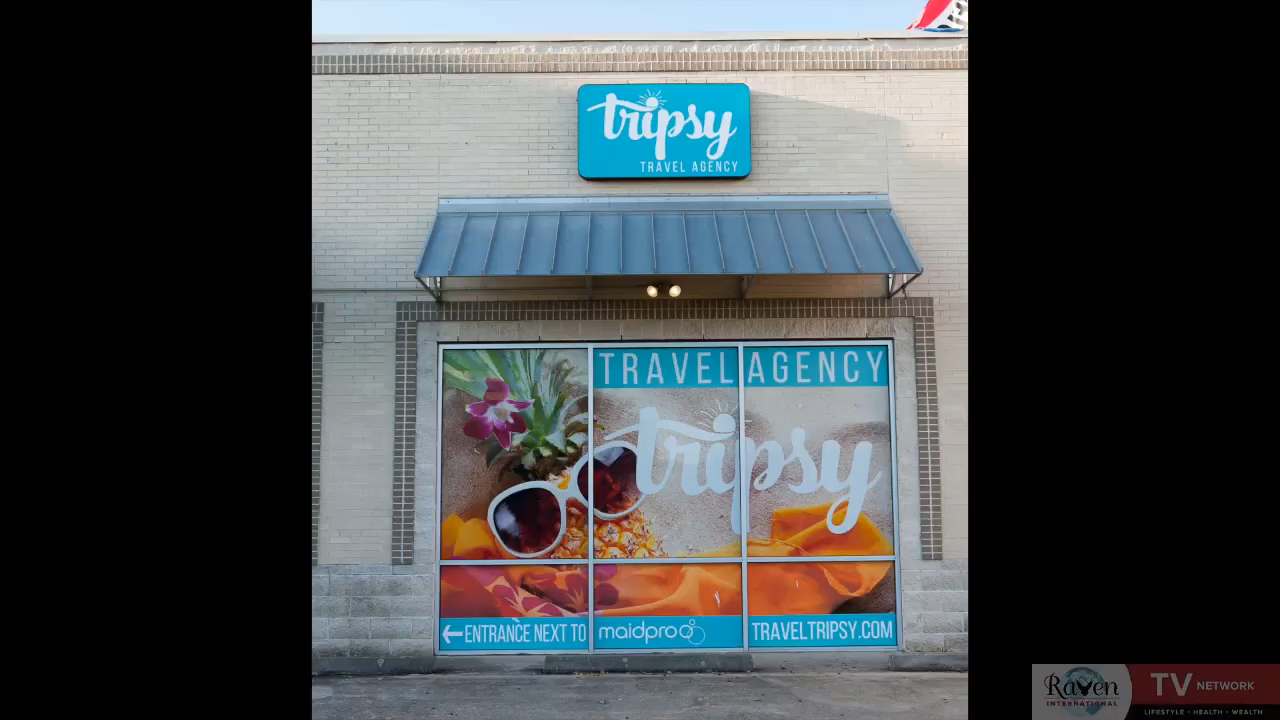 tripsy
TRAVEL AGENCY
TRAVEL AGENCY
tripsy
ENTRANCE NEXT TO maidpro TRAVELTRIPSY.COM
Raven
INTERNATIONAL
TV NETWORK
LIFESTYLE • HEALTH • WEALTH